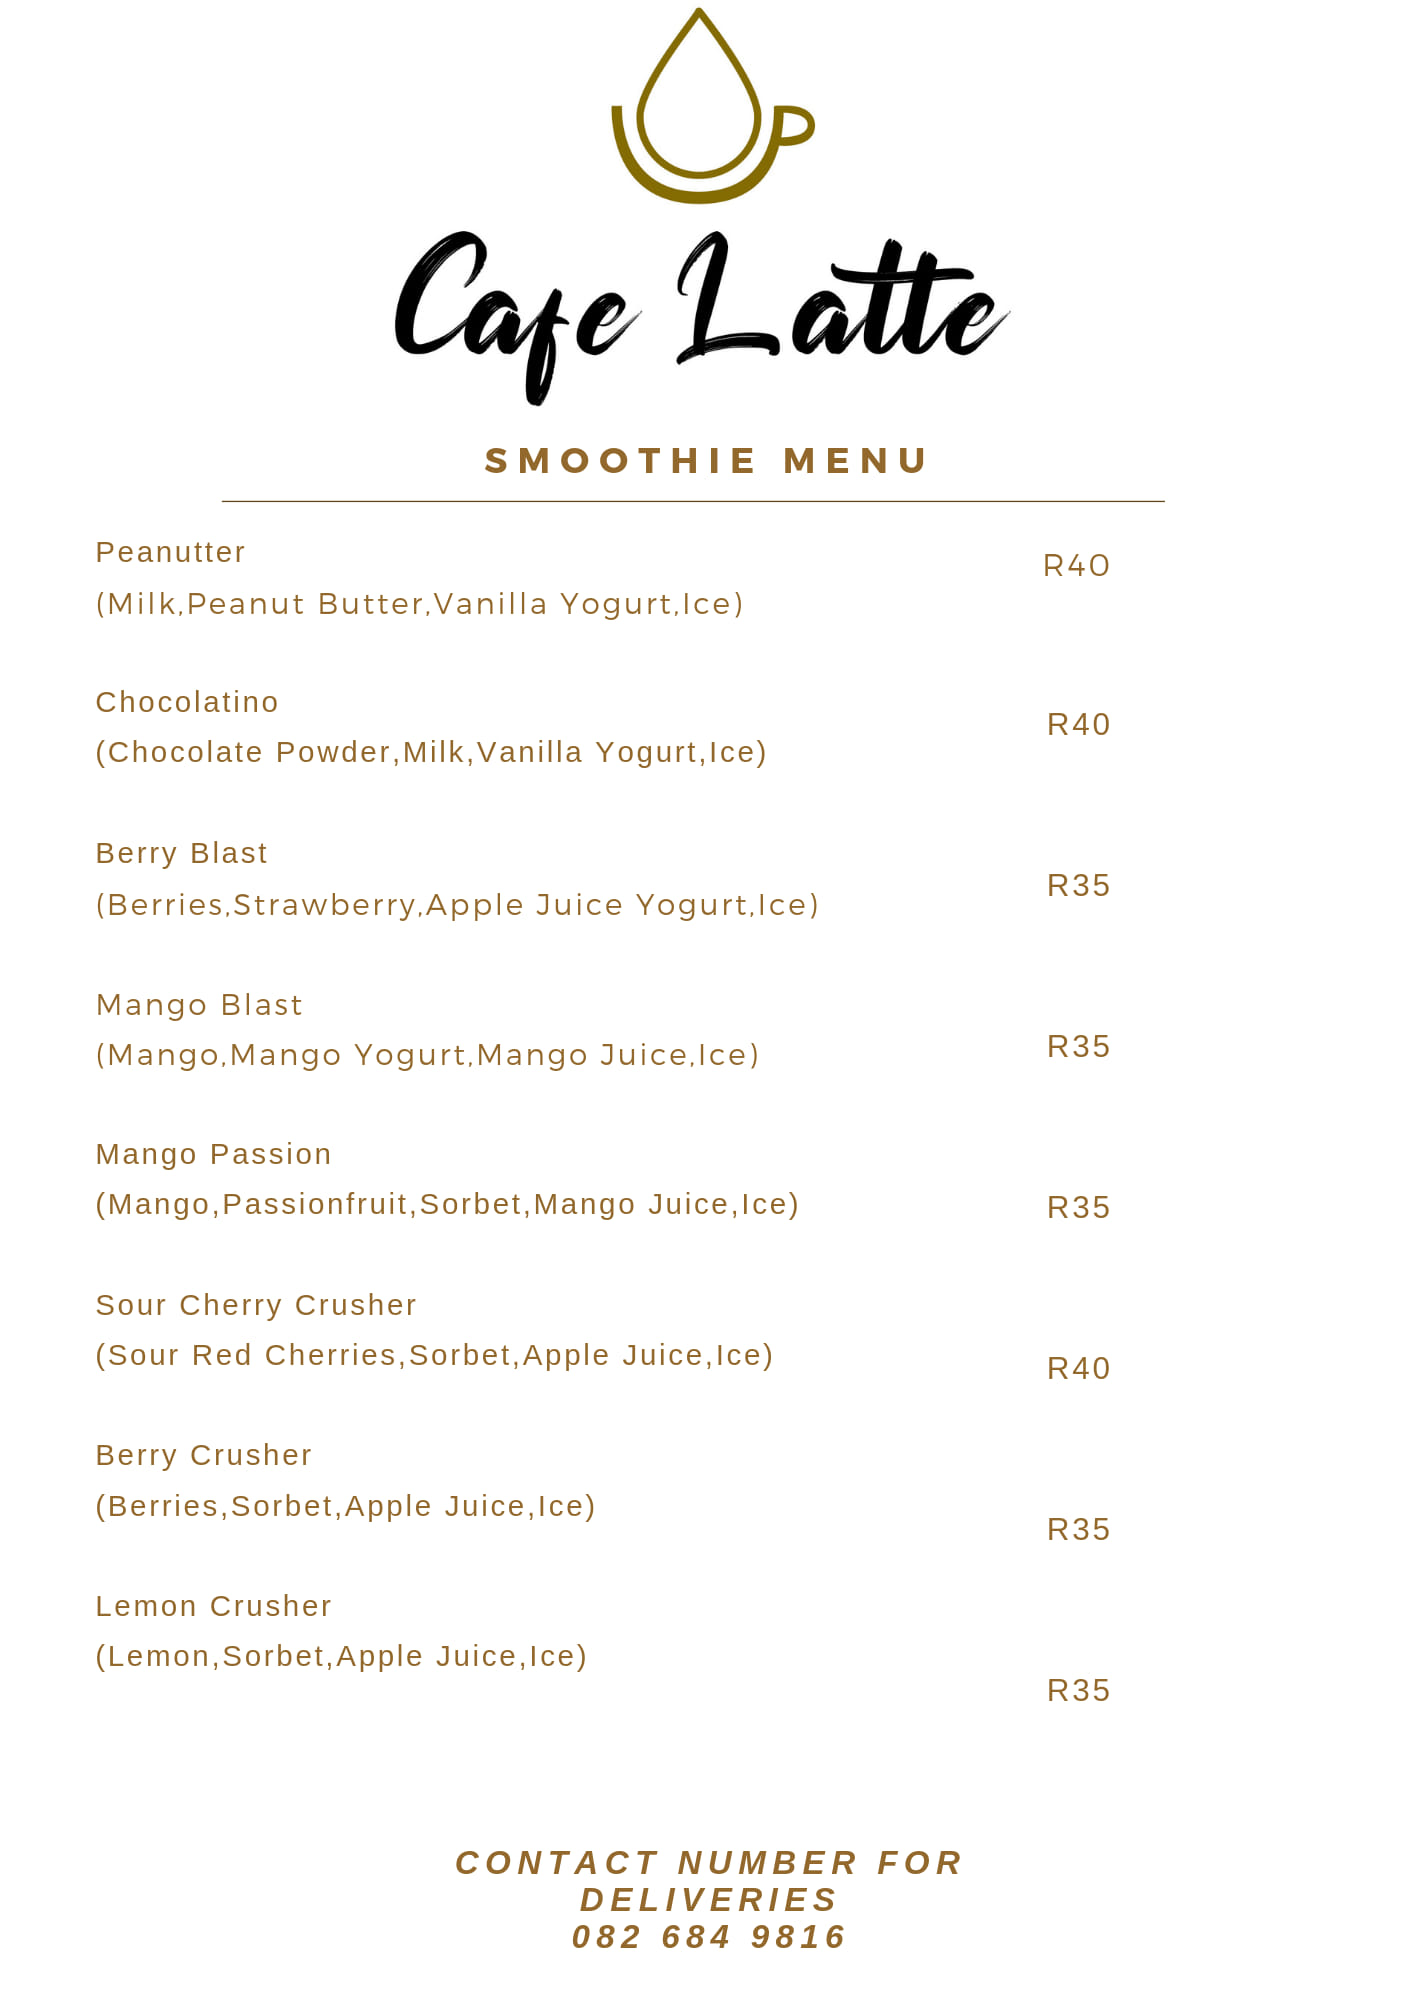 Cafe Latte
SMOOTHIE MENU
Peanutter
R40
(Milk,Peanut Butter,Vanilla Yogurt,Ice)
Chocolatino
R40
(Chocolate Powder,Milk,Vanilla Yogurt,Ice)
Berry Blast
R35
(Berries,Strawberry,Apple Juice Yogurt,Ice)
Mango Blast
R35
(Mango,Mango Yogurt,Mango Juice,Ice)
Mango Passion
(Mango,Passionfruit,Sorbet,Mango Juice,Ice)
R35
Sour Cherry Crusher
(Sour Red Cherries,Sorbet,Apple Juice,Ice)
R40
Berry Crusher
(Berries,Sorbet,Apple Juice,Ice)
R35
Lemon Crusher
(Lemon,Sorbet,Apple Juice,Ice)
R35
CONTACT NUMBER FOR
DELIVERIES
082 684 9816